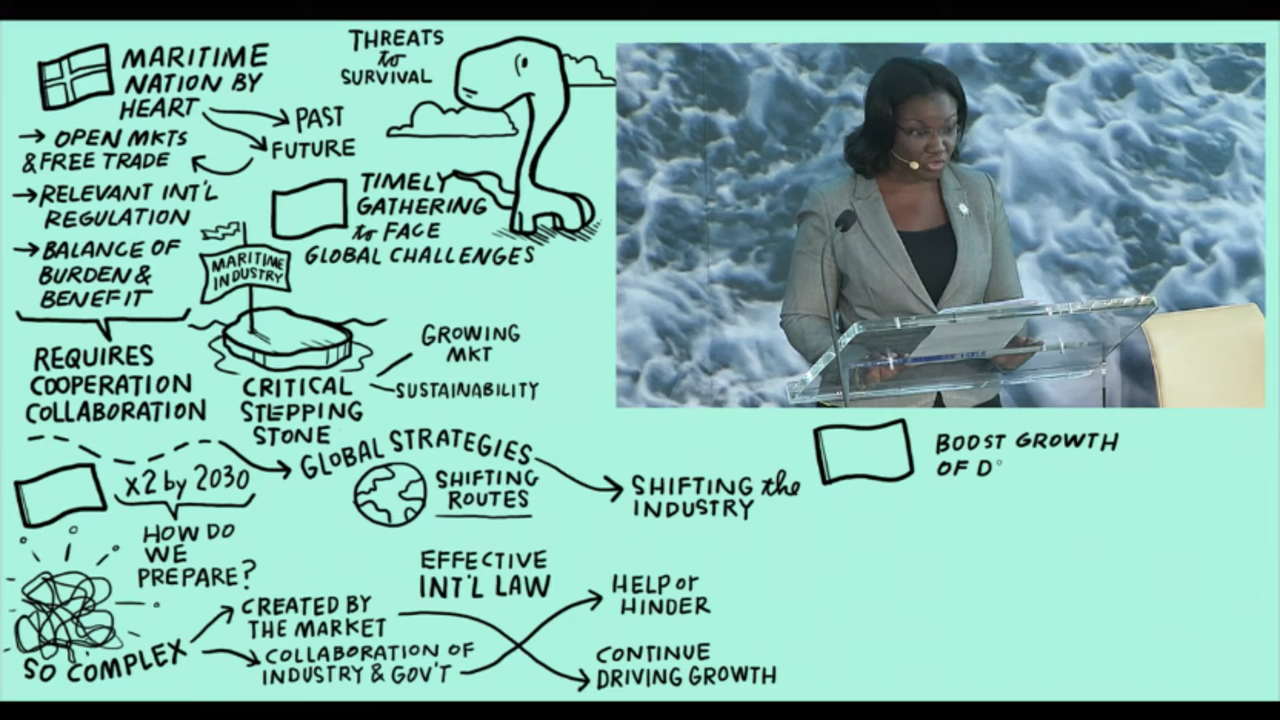 MARITIME
NATION BY
HEART
PAST
FUTURE
→ OPEN MKTS
& FREE TRADE
→ RELEVANT INT'L
REGULATION
→ BALANCE OF
BURDEN &
BENEFIT
REQUIRES
COOPERATION
COLLABORATION
THREATS
to
SURVIVAL
TIMELY
GATHERING
to FACE
GLOBAL CHALLENGES
MARITIME
INDUSTRY
CRITICAL
STEPPING
STONE
GROWING
MKT
SUSTAINABILITY
x2 by 2030
HOW DO
WE
PREPARE?
GLOBAL STRATEGIES
SHIFTING
ROUTES
SHIFTING the
INDUSTRY
SO COMPLEX
CREATED BY
THE MARKET
COLLABORATION OF
INDUSTRY & GOV'T
EFFECTIVE
INT'L LAW
HELP or
HINDER
CONTINUE
DRIVING GROWTH
BOOST GROWTH
OF D